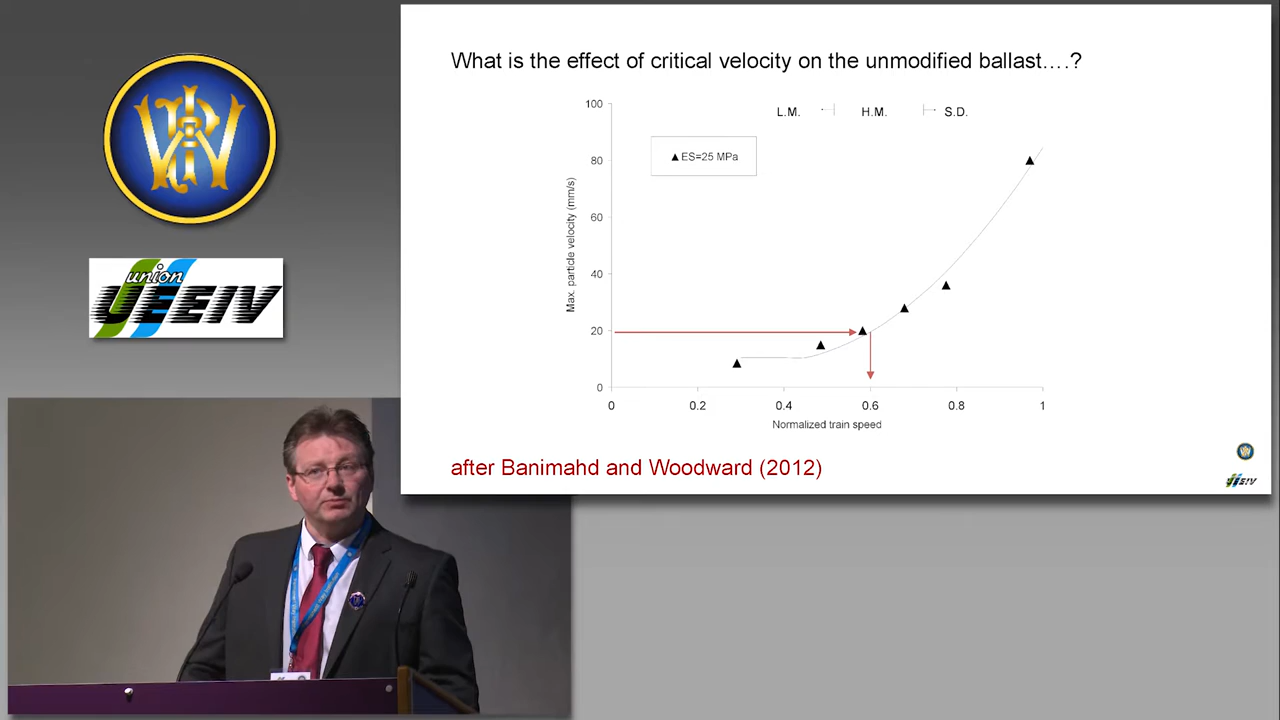 What is the effect of critical velocity on the unmodified ballast….?
100
80
60
40
20
0
Max. particle velocity (mm/s)
L.M.
H.M.
S.D.
▲ ES=25 MPa
0
0.2
0.4
0.6
0.8
1
Normalized train speed
after Banimahd and Woodward (2012)
union
UEEIV
UEEIV
PWI